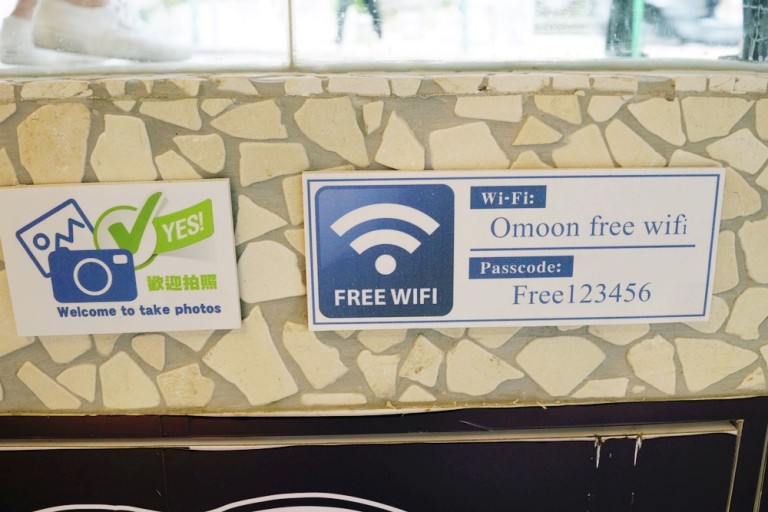 YES!
歡迎拍照
Welcome to take photos
FREE WIFI
Wi-Fi:
Omoon free wifi
Passcode:
Free123456